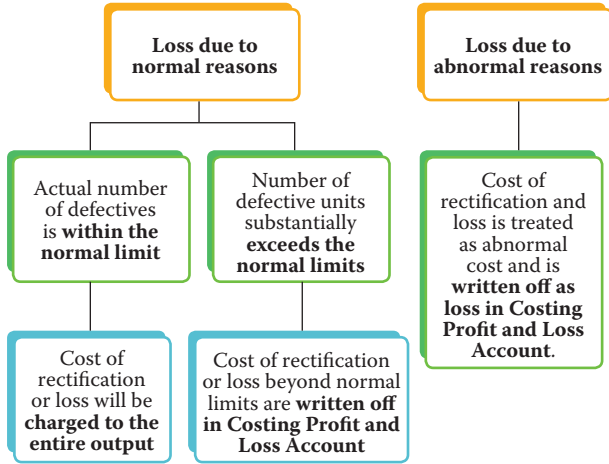 Loss due to
normal reasons
Loss due to
abnormal reasons
Actual number
of defectives
is within the
normal limit
Number of
defective units
substantially
exceeds the
normal limits
Cost of
rectification and
loss is treated
as abnormal
cost and is
written off as
loss in Costing
Profit and Loss
Account.
Cost of
rectification
or loss will be
charged to the
entire output
Cost of rectification
or loss beyond normal
limits are written off
in Costing Profit and
Loss Account